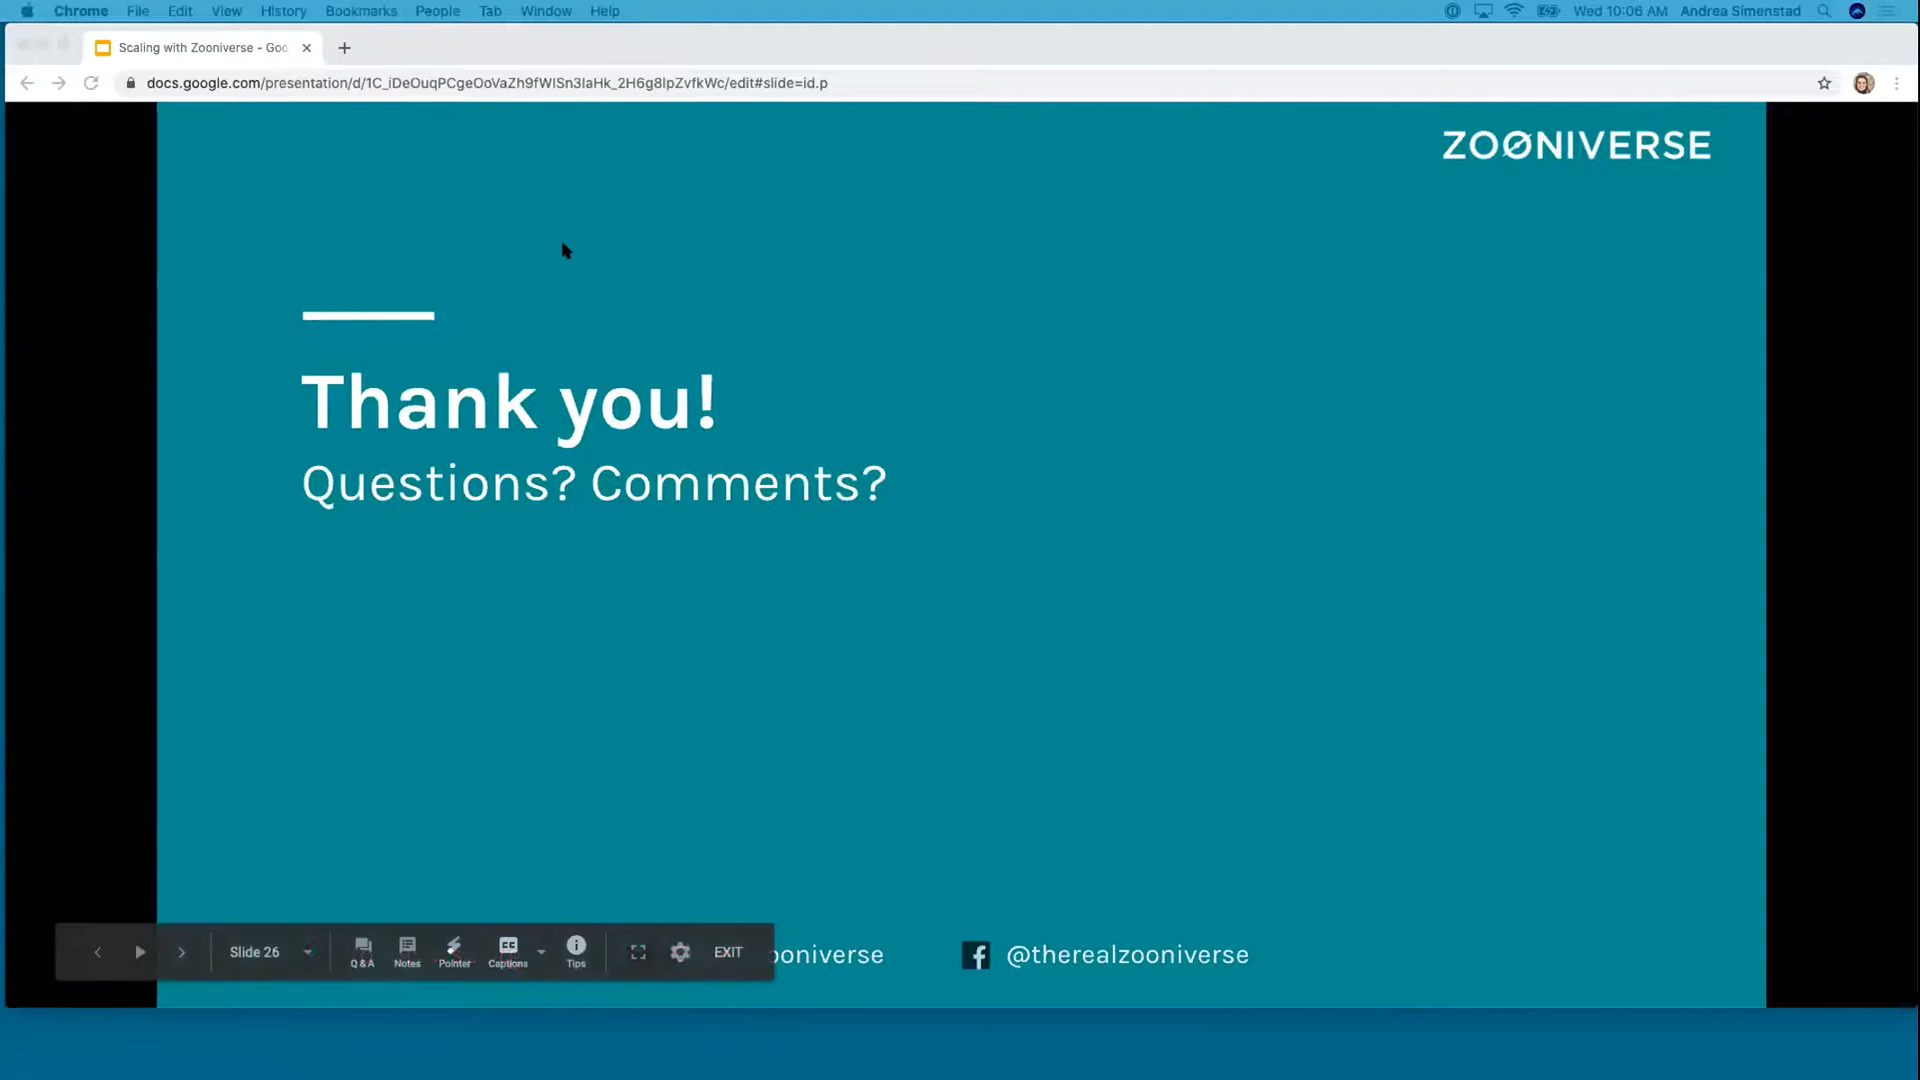 Chrome File Edit View History Bookmarks People Tab Window Help Wed 10:06 AM Andrea Simenstad
Scaling with Zooniverse - Goo
docs.google.com/presentation/d/1C_iDeOuqPCgeOoVaZh9fWISn3IaHk_2H6g8lpZvfkWc/edit#slide=id.p
ZOONIVERSE
Thank you!
Questions? Comments?
Slide 26 Q & A Notes Pointer Captions Tips EXIT ooniverse @therealzooniverse